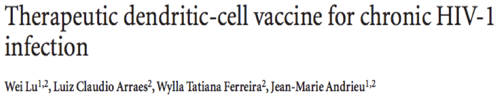 Therapeutic dendritic-cell vaccine for chronic HIV-1
infection
Wei Lu1,2, Luiz Claudio Arraes2, Wylla Tatiana Ferreira2, Jean-Marie Andrieu1,2